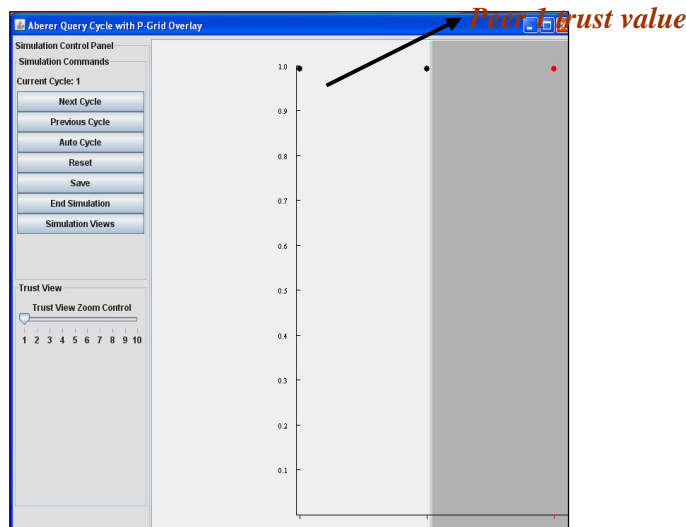 Peer 1 trust value
Aberer Query Cycle with P-Grid Overlay
Simulation Control Panel
Simulation Commands
Current Cycle: 1
Next Cycle
Previous Cycle
Auto Cycle
Reset
Save
End Simulation
Simulation Views
Trust View
Trust View Zoom Control
1 2 3 4 5 6 7 8 9 10
1.0
0.9
0.8
0.7
0.6
0.5
0.4
0.3
0.2
0.1